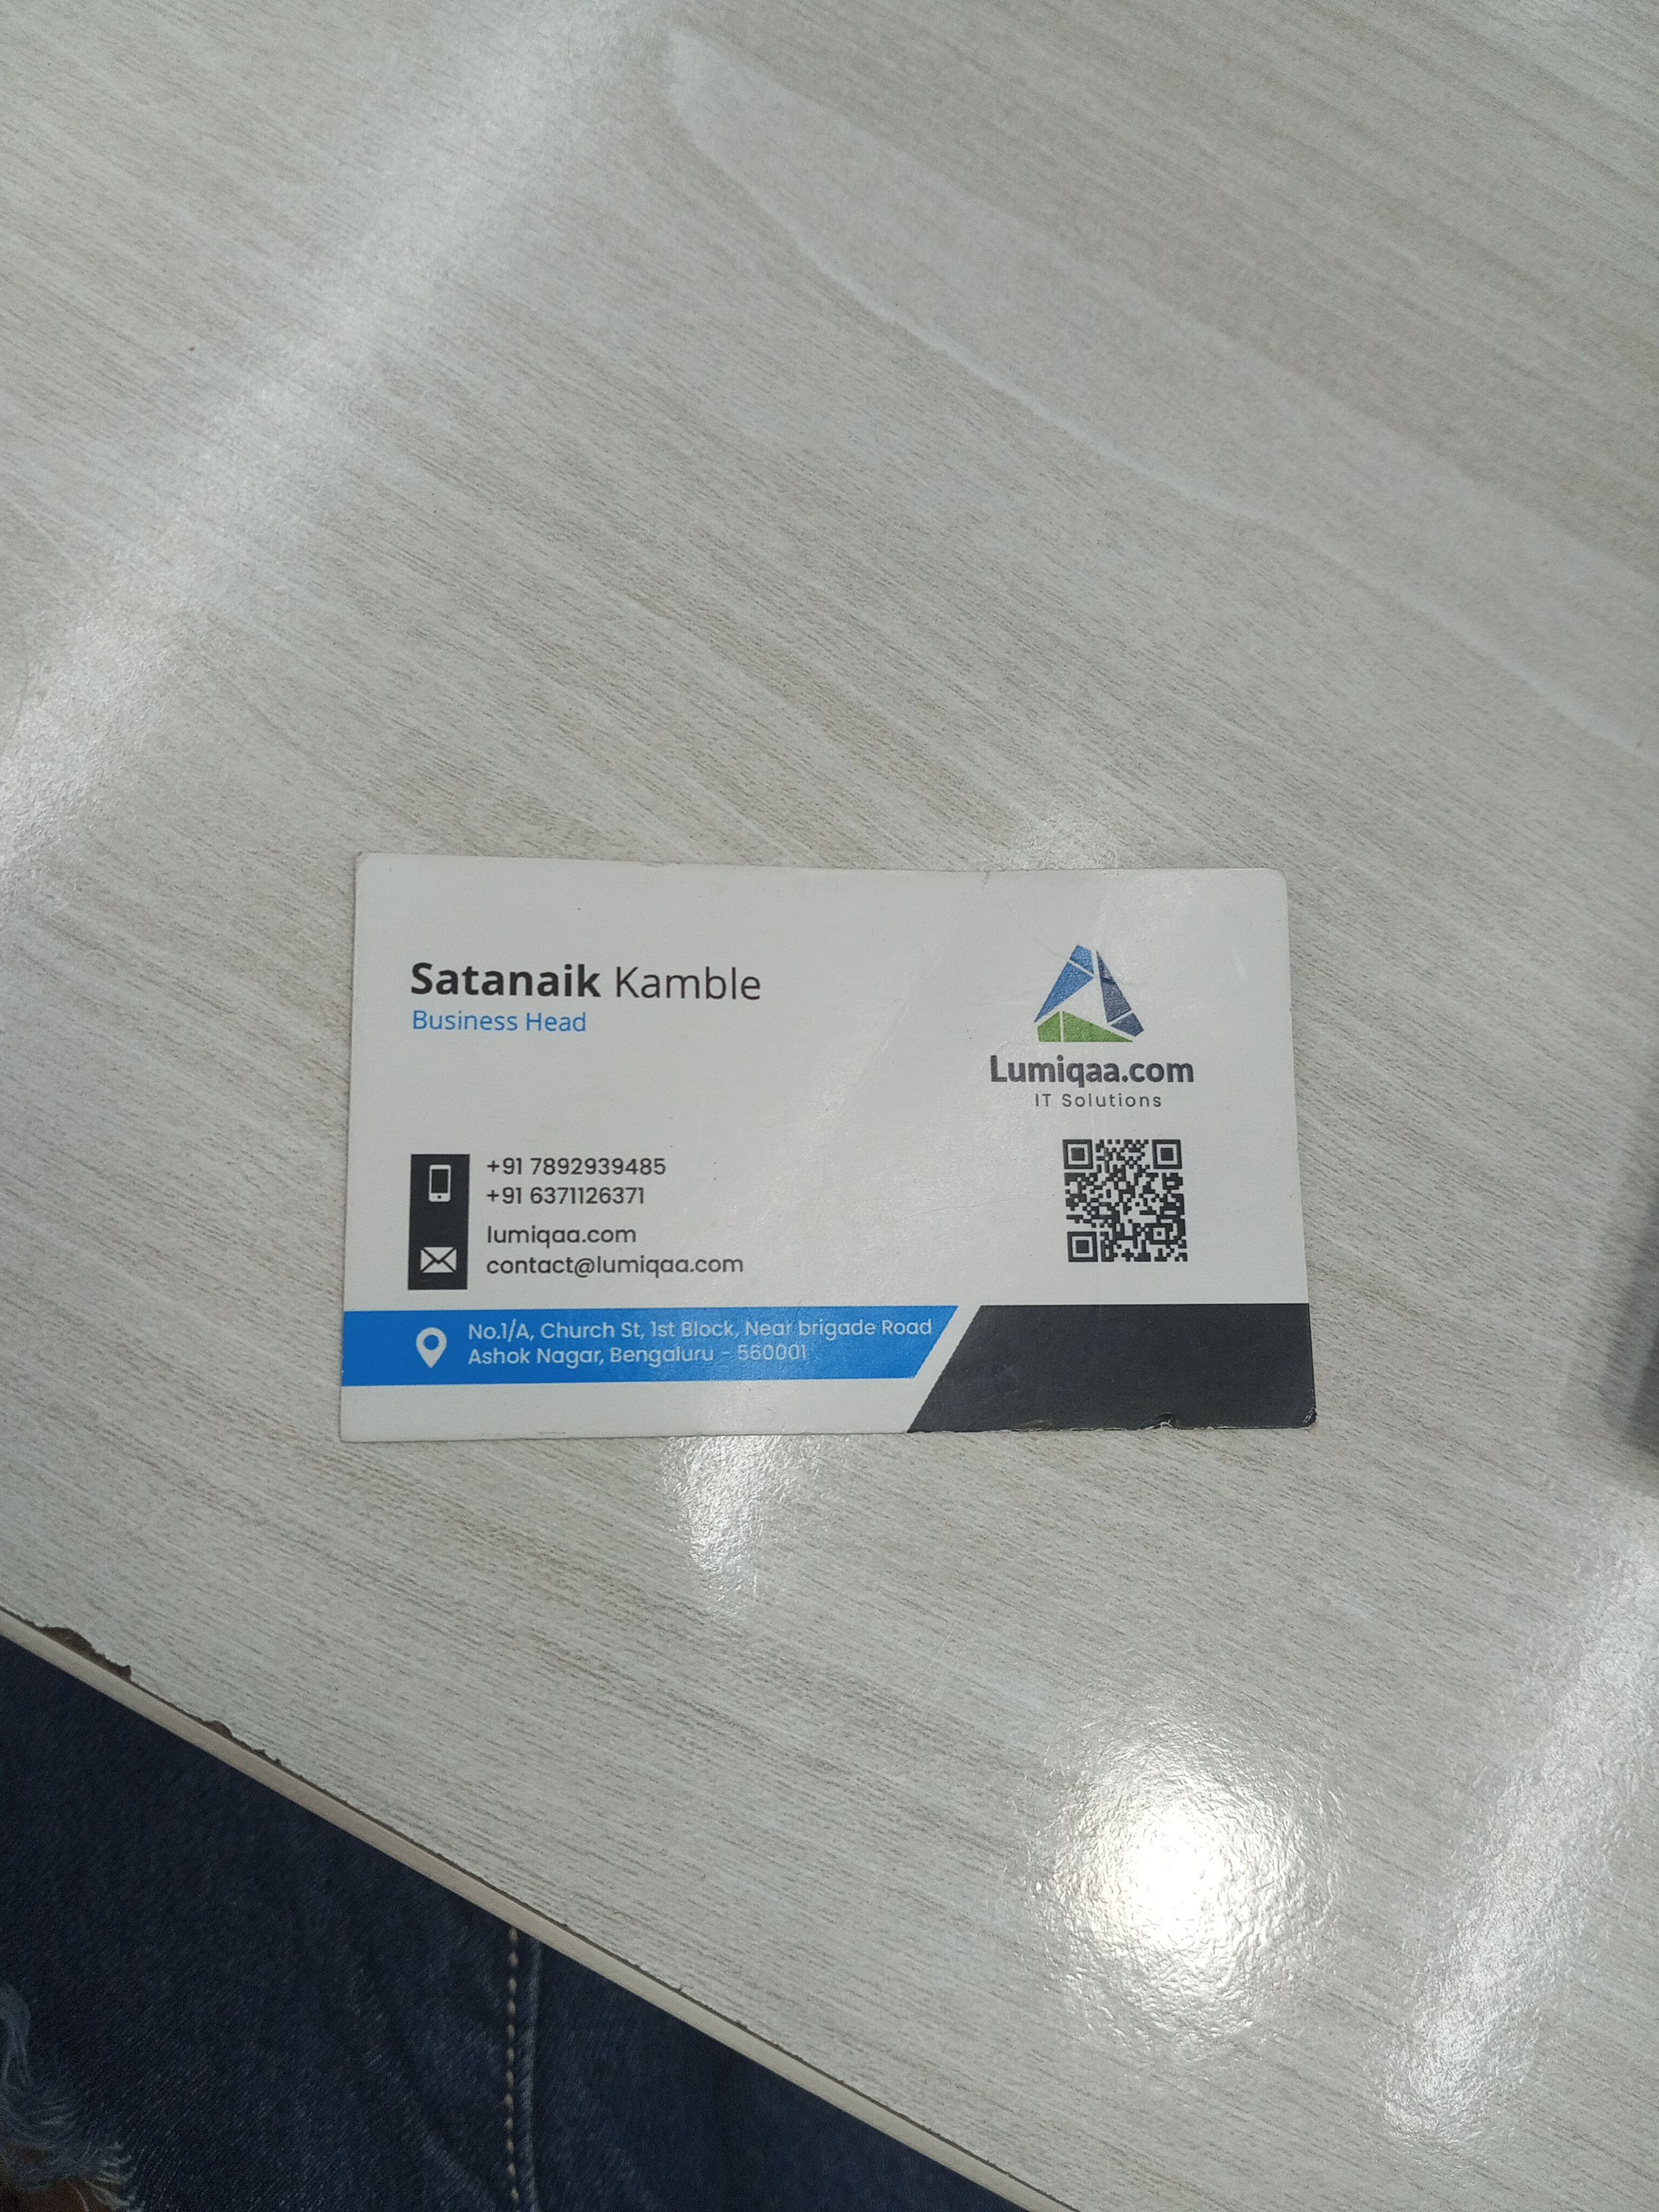 Satanaik Kamble
Business Head
Lumiqaa.com
IT Solutions
+91 7892939485
+91 6371126371
lumiqaa.com
contact@lumiqaa.com
No.1/A, Church St, 1st Block, Near brigade Road
Ashok Nagar, Bengaluru - 560001